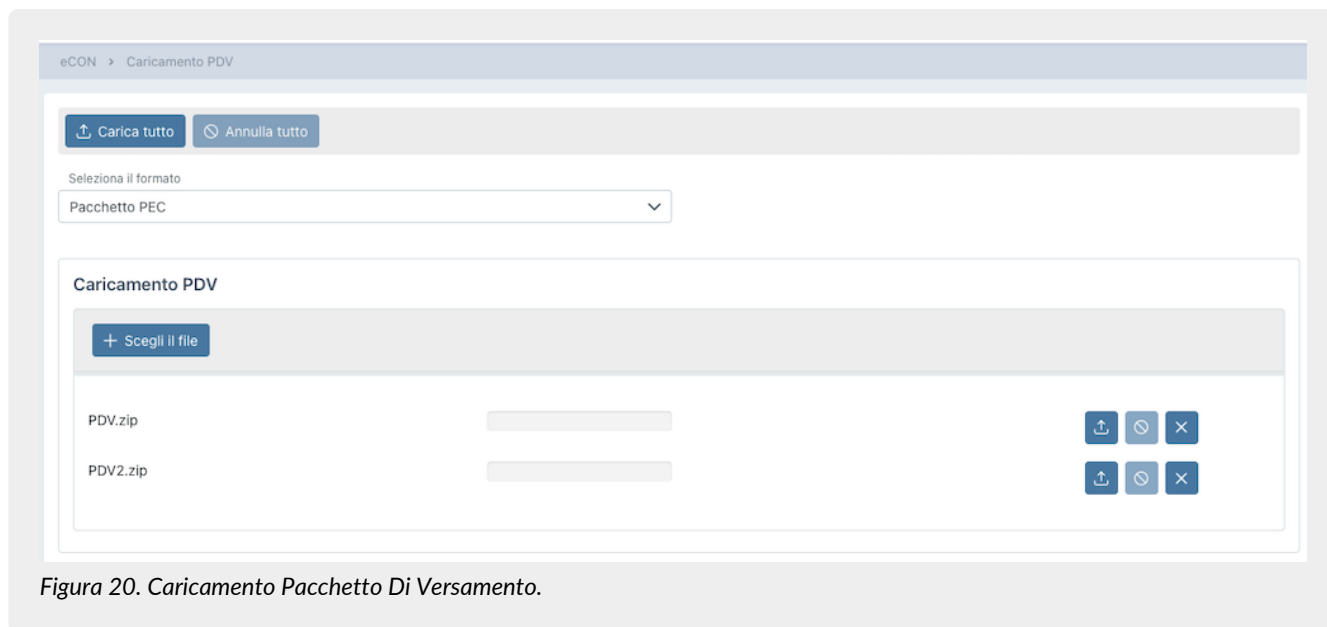 eCON > Caricamento PDV
Carica tutto Annulla tutto
Seleziona il formato
Pacchetto PEC
Caricamento PDV
+ Scegli il file
PDV.zip
PDV2.zip
Figura 20. Caricamento Pacchetto Di Versamento.